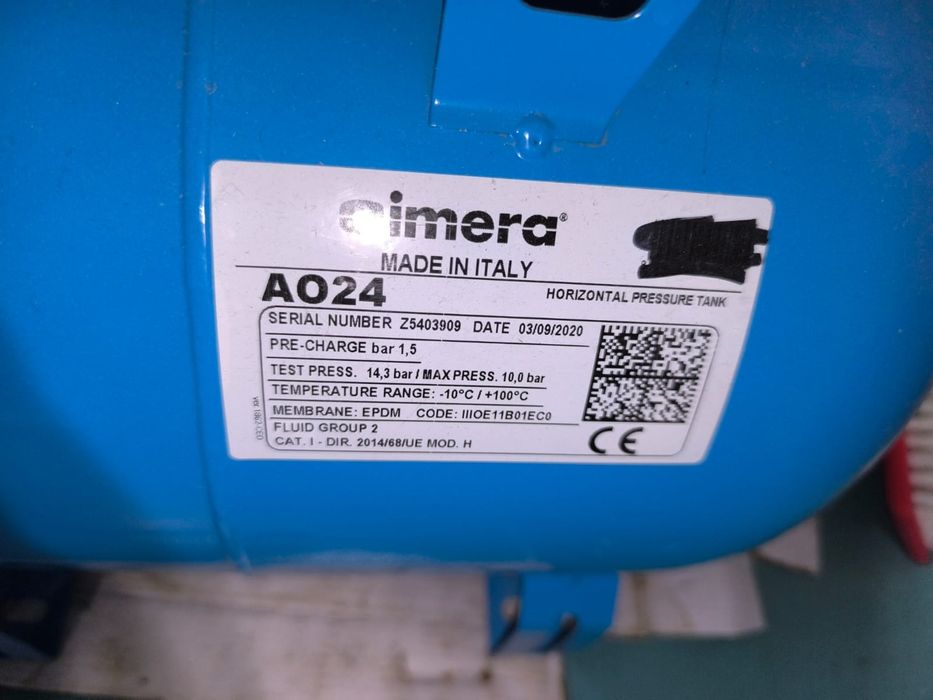 cimera®
MADE IN ITALY
AO24
HORIZONTAL PRESSURE TANK
SERIAL NUMBER Z5403909 DATE 03/09/2020
PRE-CHARGE bar 1,5
TEST PRESS. 14,3 bar / MAX PRESS. 10,0 bar
TEMPERATURE RANGE: -10°C / +100°C
MEMBRANE: EPDM CODE: IIIOE11B01EC0
FLUID GROUP 2
CAT. I - DIR. 2014/68/UE MOD. H
CE